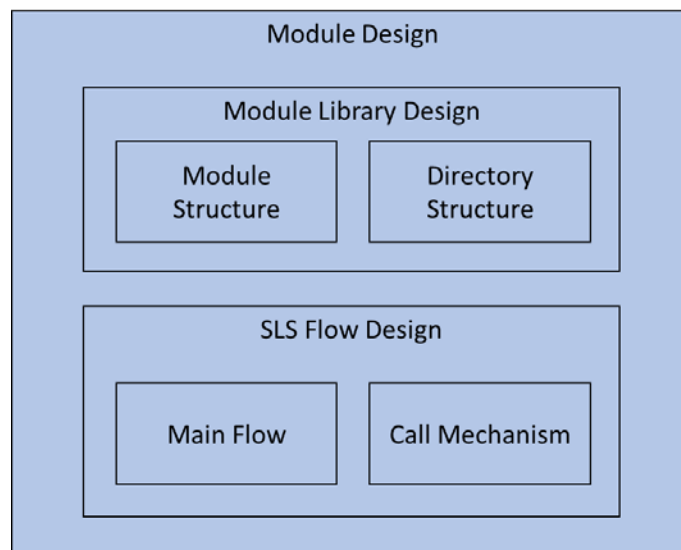 Module Design
Module Library Design
Module
Structure
Directory
Structure
SLS Flow Design
Main Flow
Call Mechanism